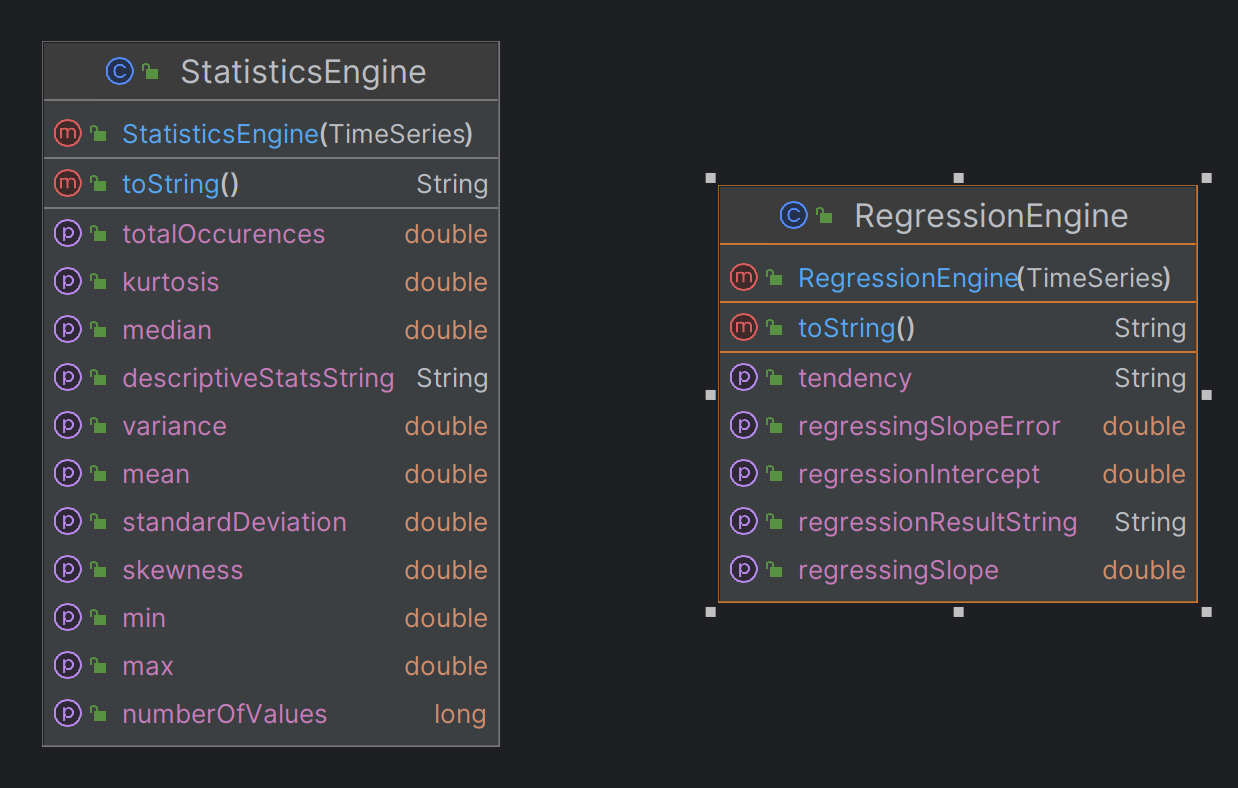 StatisticsEngine
StatisticsEngine(TimeSeries)
toString() String
totalOccurences double
kurtosis double
median double
descriptiveStatsString String
variance double
mean double
standardDeviation double
skewness double
min double
max double
numberOfValues long
RegressionEngine
RegressionEngine(TimeSeries)
toString() String
tendency String
regressingSlopeError double
regressionIntercept double
regressionResultString String
regressingSlope double